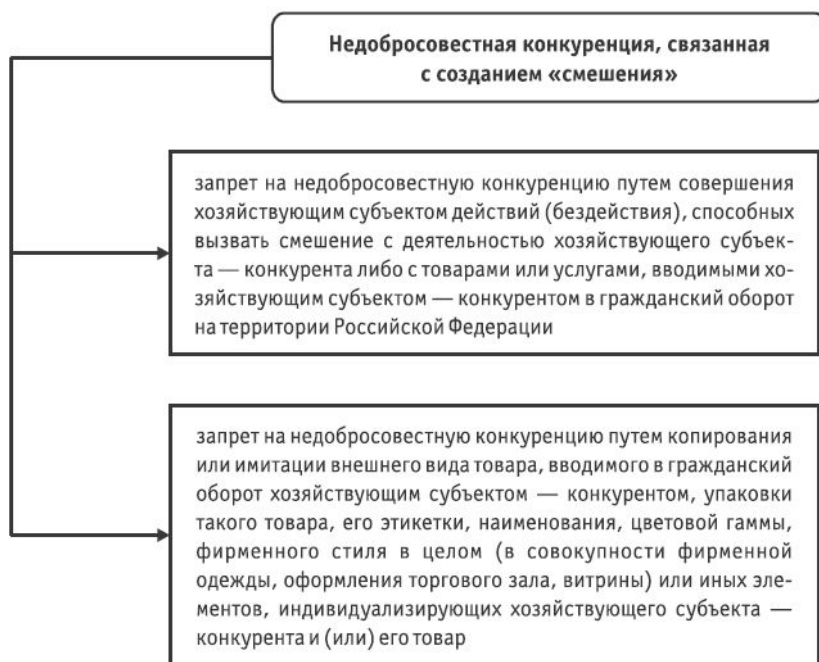 Недобросовестная конкуренция, связанная
с созданием «смешения»
запрет на недобросовестную конкуренцию путем совершения
хозяйствующим субъектом действий (бездействия), способных
вызвать смешение с деятельностью хозяйствующего субъек-
та — конкурента либо с товарами или услугами, вводимыми хо-
зяйствующим субъектом — конкурентом в гражданский оборот
на территории Российской Федерации
запрет на недобросовестную конкуренцию путем копирования
или имитации внешнего вида товара, вводимого в гражданский
оборот хозяйствующим субъектом — конкурентом, упаковки
такого товара, его этикетки, наименования, цветовой гаммы,
фирменного стиля в целом (в совокупности фирменной
одежды, оформления торгового зала, витрины) или иных эле-
ментов, индивидуализирующих хозяйствующего субъекта —
конкурента и (или) его товар